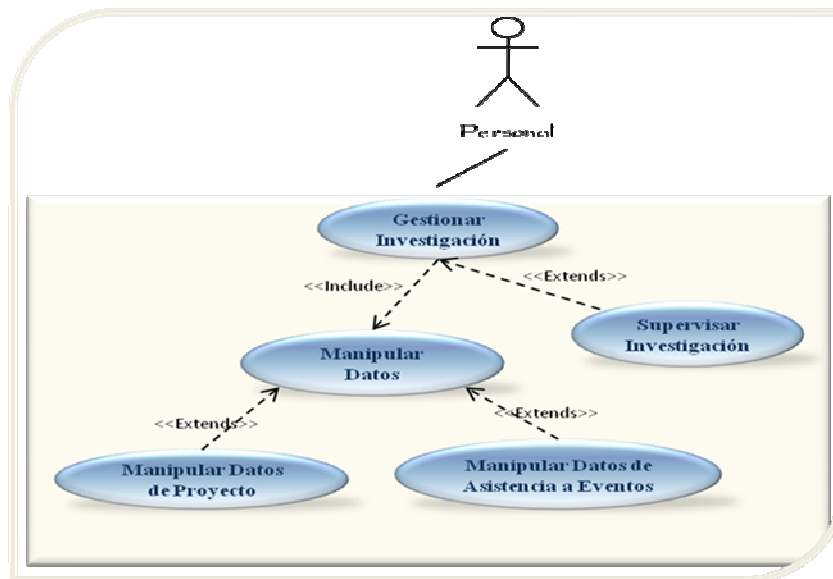 Personal
Gestionar
Investigación
<<Include>>
<<Extends>>
Supervisar
Investigación
Manipular
Datos
<<Extends>>
<<Extends>>
Manipular Datos
de Proyecto
Manipular Datos de
Asistencia a Eventos